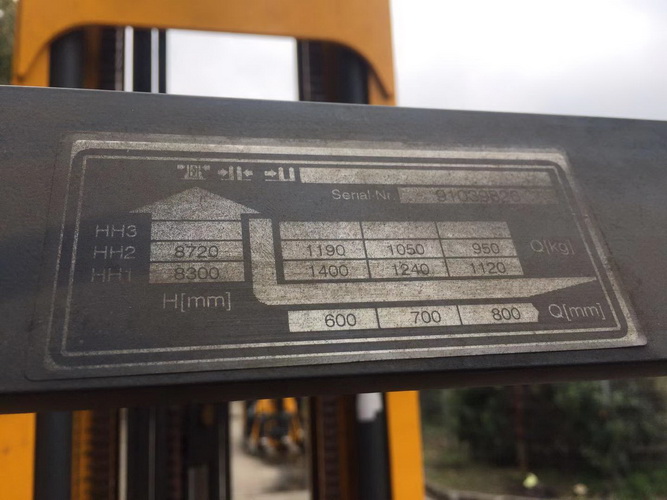 Serial-Nr
HH3
HH2 8720 1190 1050 950 Q[kg]
HH1 8300 1400 1240 1120
H[mm]
600 700 800 Q[mm]